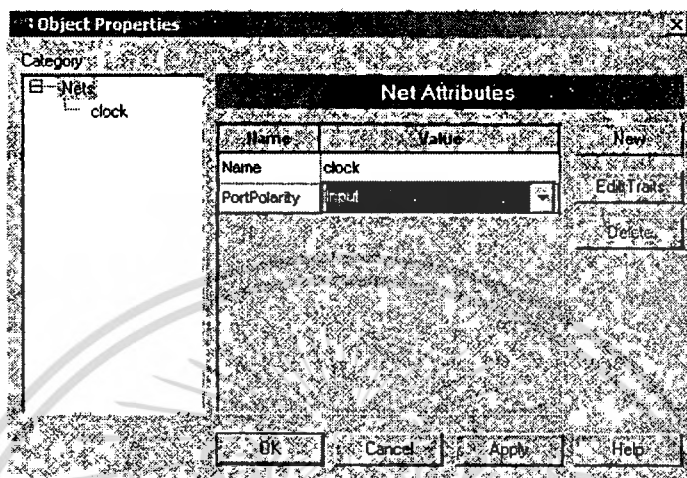 Object Properties
Category:
Nets
clock
Net Attributes
Name Value
Name clock
PortPolarity Input
New
Edit Traits
Delete
OK Cancel Apply Help